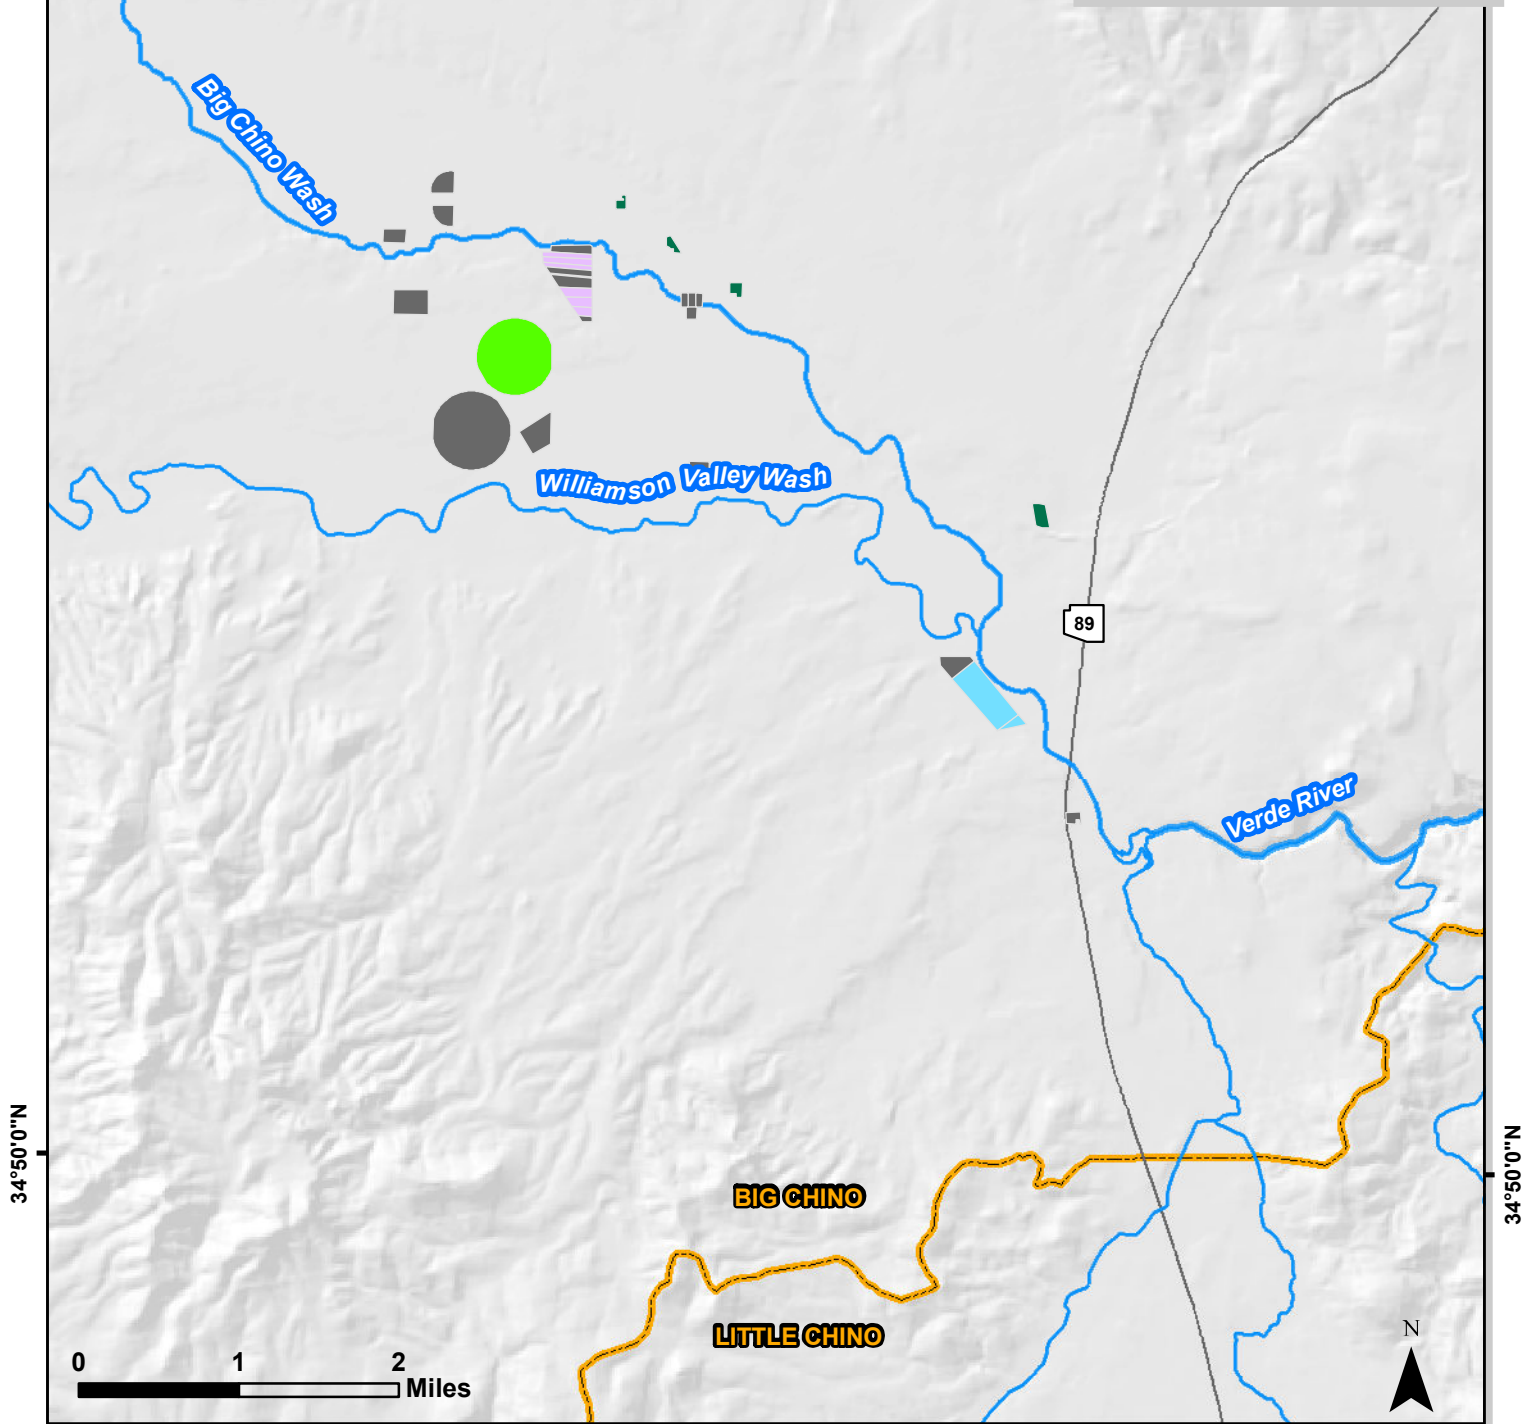 Big Chino Wash
Williamson Valley Wash
89
Verde River
34°50'0"N
34°50'0"N
BIG CHINO
LITTLE CHINO
N
0 1 2
Miles